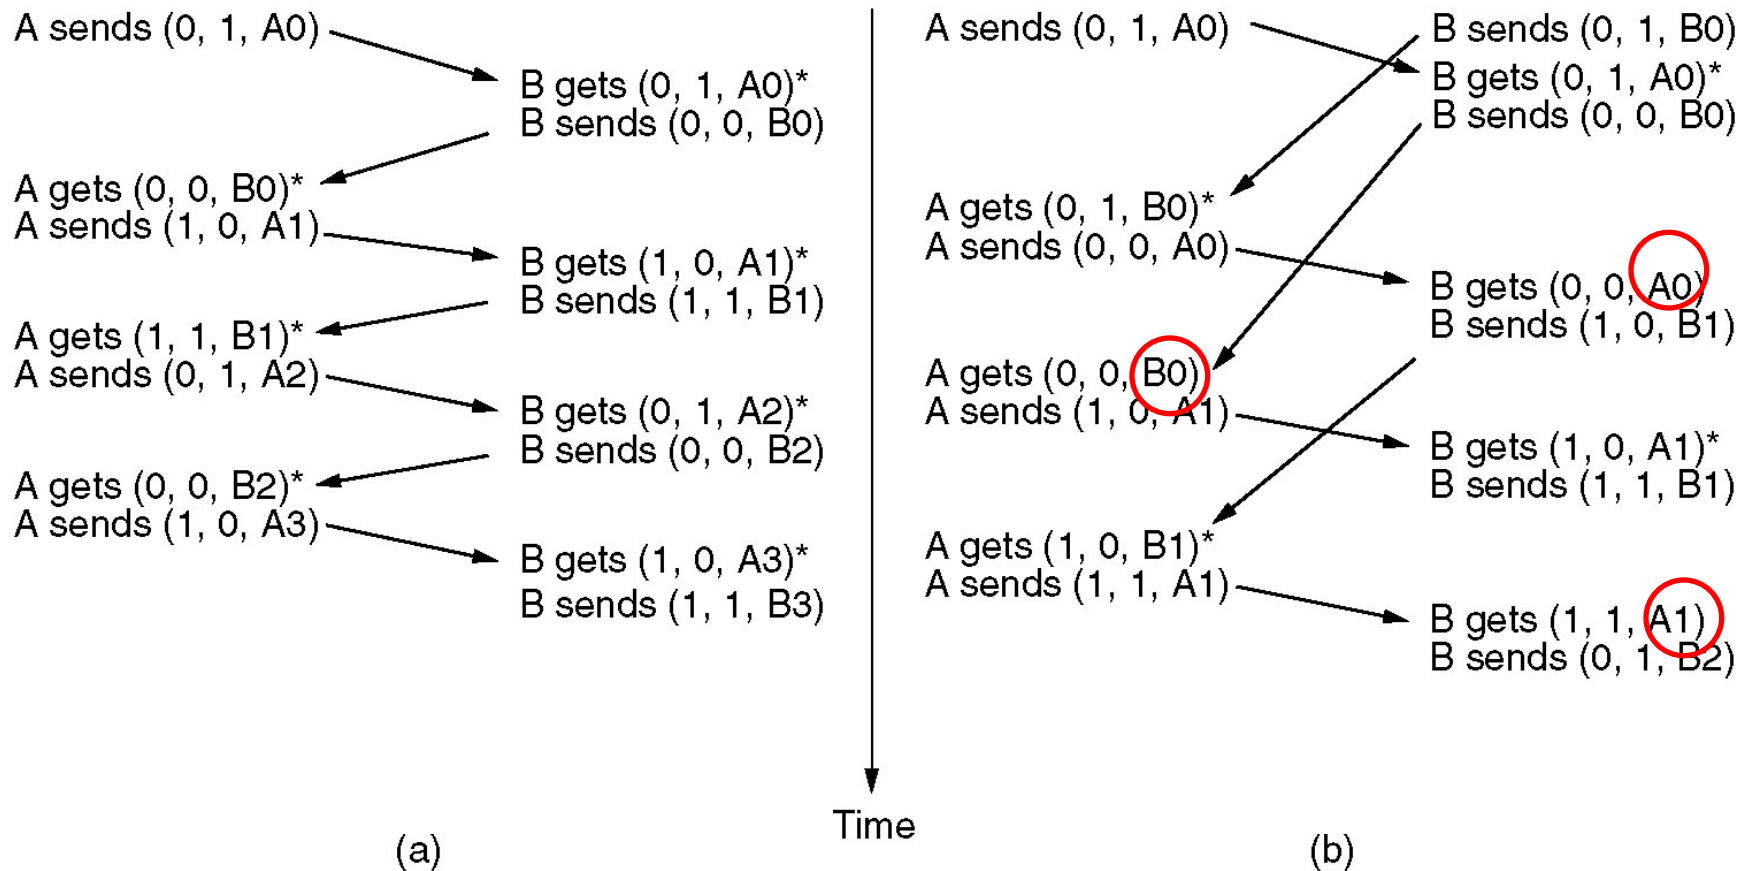 A sends (0, 1, A0)
B gets (0, 1, A0)*
B sends (0, 0, B0)
A gets (0, 0, B0)*
A sends (1, 0, A1)
B gets (1, 0, A1)*
B sends (1, 1, B1)
A gets (1, 1, B1)*
A sends (0, 1, A2)
B gets (0, 1, A2)*
B sends (0, 0, B2)
A gets (0, 0, B2)*
A sends (1, 0, A3)
B gets (1, 0, A3)*
B sends (1, 1, B3)
(a)
Time
A sends (0, 1, A0)
B sends (0, 1, B0)
B gets (0, 1, A0)*
B sends (0, 0, B0)
A gets (0, 1, B0)*
A sends (0, 0, A0)
B gets (0, 0, A0)
B sends (1, 0, B1)
A gets (0, 0, B0)
A sends (1, 0, A1)
B gets (1, 0, A1)*
B sends (1, 1, B1)
A gets (1, 0, B1)*
A sends (1, 1, A1)
B gets (1, 1, A1)
B sends (0, 1, B2)
(b)